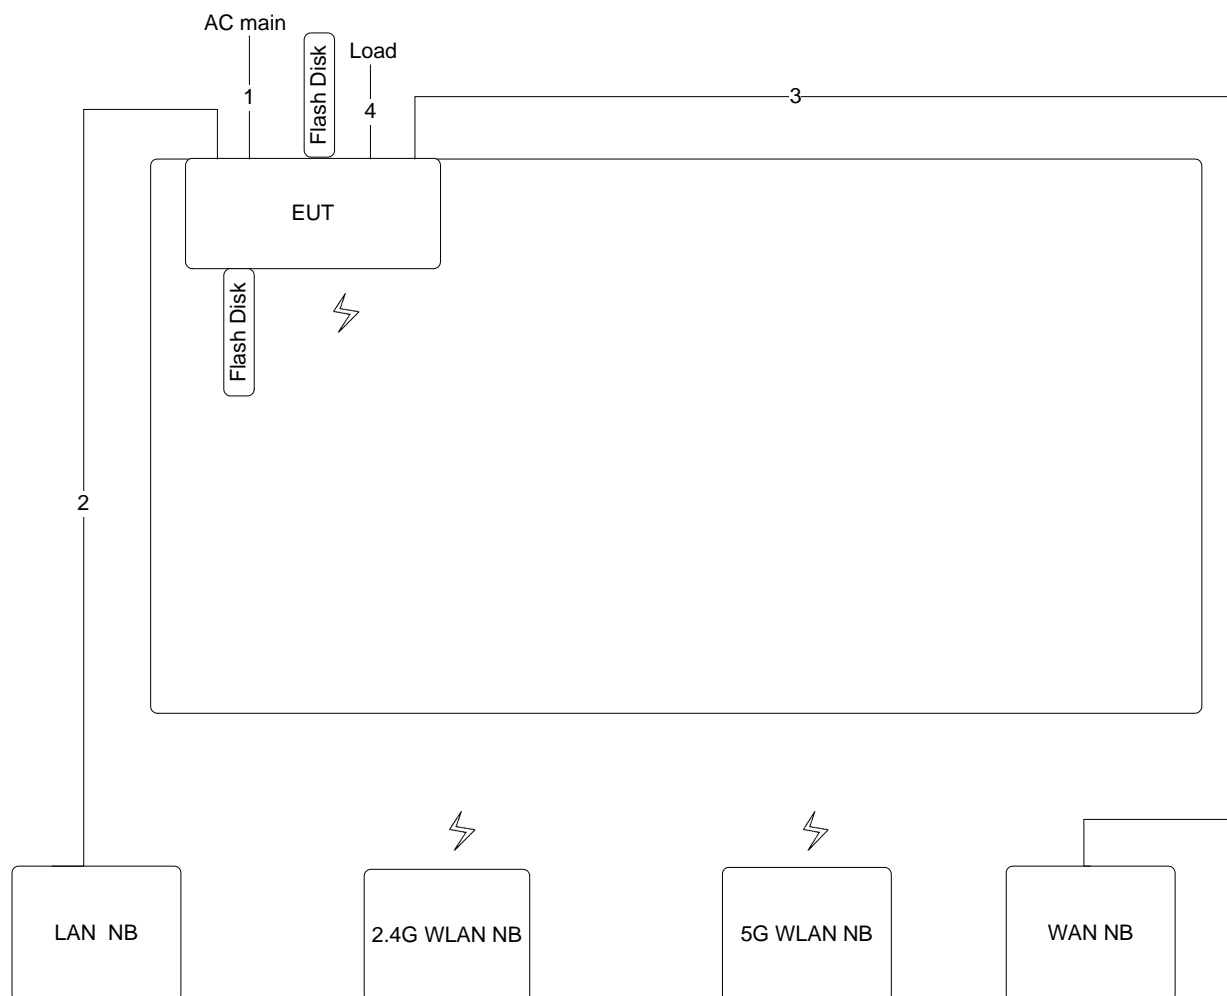 AC main
Flash Disk
Load
1
4
3
EUT
Flash Disk
2
LAN  NB
2.4G WLAN NB
5G WLAN NB
WAN NB